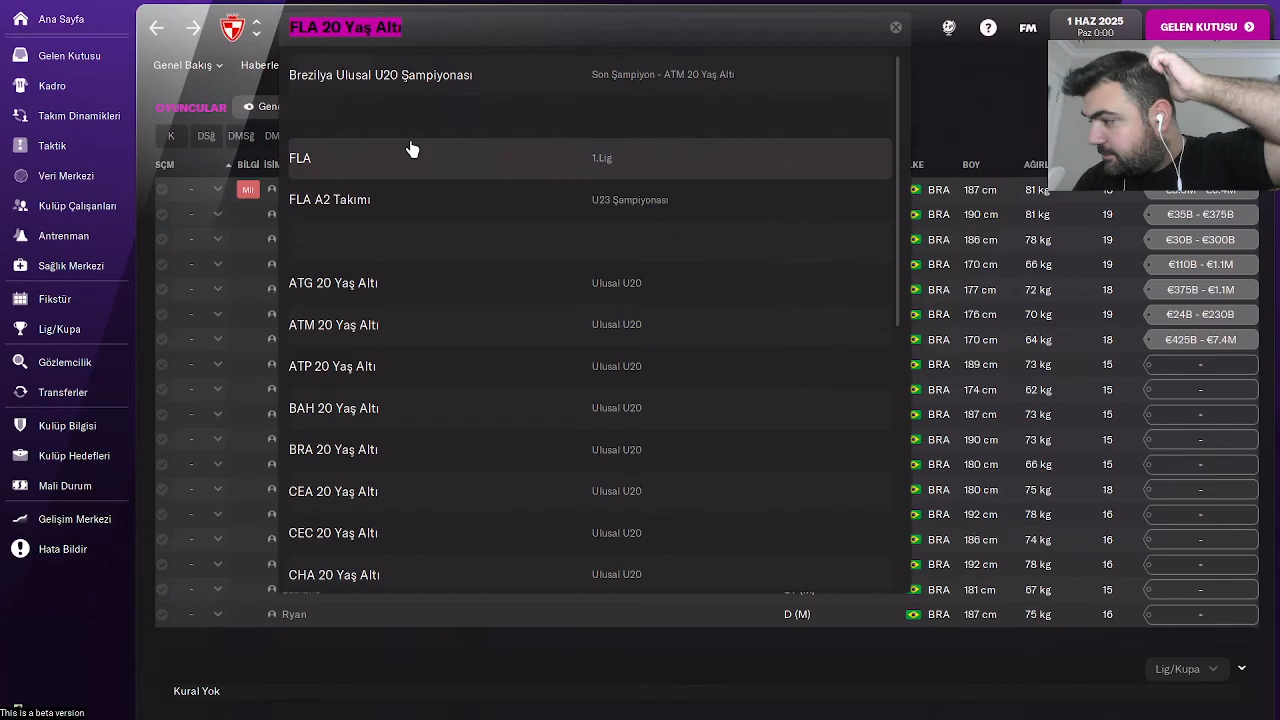 Ana Sayfa
Gelen Kutusu
Kadro
Takım Dinamikleri
Taktik
Veri Merkezi
Kulüp Çalışanları
Antrenman
Sağlık Merkezi
Fikstür
Lig/Kupa
Gözlemcilik
Transferler
Kulüp Bilgisi
Kulüp Hedefleri
Mali Durum
Gelişim Merkezi
Hata Bildir
This is a beta version
FLA 20 Yaş Altı
FM
1 HAZ 2025
Paz 0:00
GELEN KUTUSU
Genel Bakış
Haberle
OYUNCULAR
Gene
K DSğ DMSğ DM
SÇM BİLGİ İSİM
LKE BOY AĞIRL
Brezilya Ulusal U20 Şampiyonası Son Şampiyon - ATM 20 Yaş Altı
FLA 1.Lig
FLA A2 Takımı U23 Şampiyonası
ATG 20 Yaş Altı Ulusal U20
ATM 20 Yaş Altı Ulusal U20
ATP 20 Yaş Altı Ulusal U20
BAH 20 Yaş Altı Ulusal U20
BRA 20 Yaş Altı Ulusal U20
CEA 20 Yaş Altı Ulusal U20
CEC 20 Yaş Altı Ulusal U20
CHA 20 Yaş Altı Ulusal U20
- Mil BRA 187 cm 81 kg
- BRA 190 cm 86 kg 19 €35B - €375B
- BRA 186 cm 78 kg 19 €30B - €300B
- BRA 170 cm 66 kg 19 €110B - €1.1M
- BRA 177 cm 72 kg 18 €375B - €1.1M
- BRA 176 cm 70 kg 19 €24B - €230B
- BRA 170 cm 64 kg 18 €425B - €7.4M
- BRA 189 cm 73 kg 15 -
- BRA 174 cm 62 kg 15 -
- BRA 187 cm 73 kg 15 -
- BRA 190 cm 73 kg 15 -
- BRA 180 cm 66 kg 15 -
- BRA 180 cm 75 kg 18 -
- BRA 192 cm 78 kg 16 -
- BRA 186 cm 74 kg 16 -
- BRA 192 cm 78 kg 16 -
- BRA 181 cm 67 kg 15 -
- Ryan D (M) BRA 187 cm 75 kg 16 -
Lig/Kupa
Kural Yok